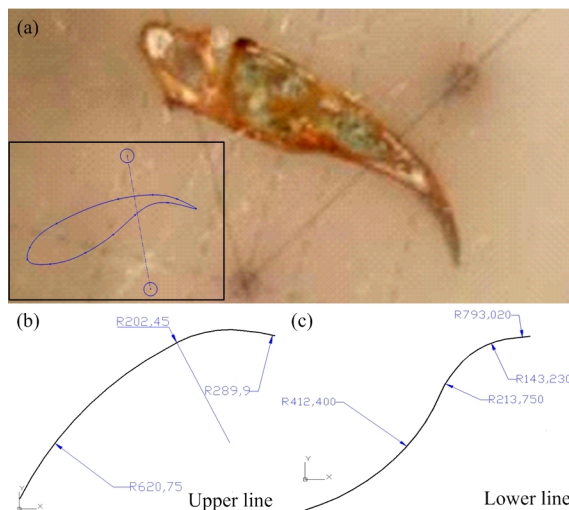 (a)
(b)
R202,45
R289,9
R620,75
Y
X
Upper line
(c)
R793,020
R143,230
R213,750
R412,400
Y
X
Lower line